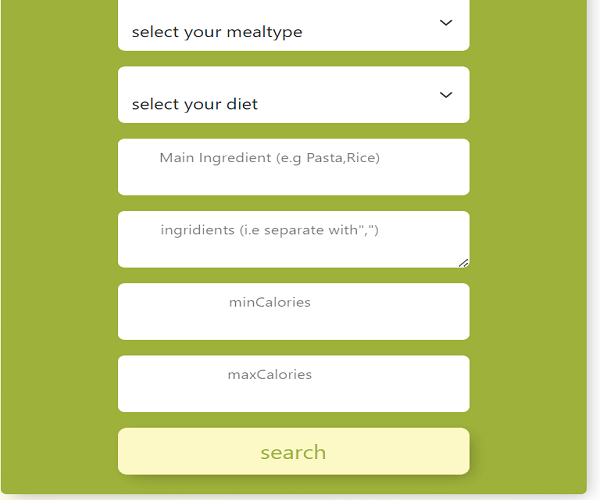 select your mealtype
select your diet
Main Ingredient (e.g Pasta,Rice)
ingridients (i.e separate with",")
minCalories
maxCalories
search